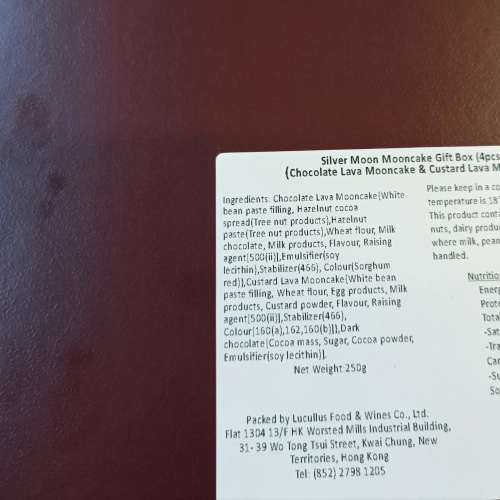 Silver Moon Mooncake Gift Box (4pcs
(Chocolate Lava Mooncake & Custard Lava M
Ingredients: Chocolate Lava Mooncake(White
bean paste filling, Hazelnut cocoa
spread(Tree nut products),Hazelnut
paste(Tree nut products),Wheat flour, Milk
chocolate, Milk products, Flavour, Raising
agent[500(ii)],Emulsifier(soy
lecithin),Stabilizer(466), Colour(Sorghum
red)],Custard Lava Mooncake(White bean
paste filling, Wheat flour, Egg products, Milk
products, Custard powder, Flavour, Raising
agent[500(ii)],Stabilizer(466),
Colour[160(a),162,160(b)]],Dark
chocolate[Cocoa mass, Sugar, Cocoa powder,
Emulsifier(soy lecithin)].
Net Weight:250g
Please keep in a co
temperature is 18°
This product cont
nuts, dairy produ
where milk, pean
handled.
Nutritio
Energ
Prote
Total
-Sat
-Tra
Car
-Su
So
Packed by Lucullus Food & Wines Co., Ltd.
Flat 1304 13/F HK Worsted Mills Industrial Building,
31- 39 Wo Tong Tsui Street, Kwai Chung, New
Territories, Hong Kong
Tel: (852) 2798 1205